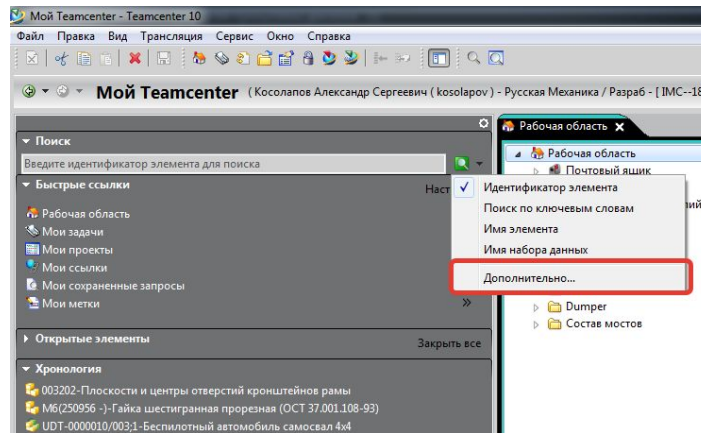 Мой Teamcenter - Teamcenter 10
Файл Правка Вид Трансляция Сервис Окно Справка
Мой Teamcenter (Косолапов Александр Сергеевич ( kosolapov ) - Русская Механика / Разраб - [ IMC--18
Поиск
Введите идентификатор элемента для поиска
Быстрые ссылки
Наст
Рабочая область
Мои задачи
Мои проекты
Мои ссылки
Мои сохраненные запросы
Мои метки
»
Открытые элементы
Закрыть все
Хронология
003202-Плоскости и центры отверстий кронштейнов рамы
М6(250956 -)-Гайка шестигранная прорезная (ОСТ 37.001.108-93)
UDT-0000010/003;1-Беспилотный автомобиль самосвал 4x4
Рабочая область
Рабочая область
Почтовый ящик
Идентификатор элемента
Поиск по ключевым словам
Имя элемента
Имя набора данных
Дополнительно...
Dumper
Состав мостов